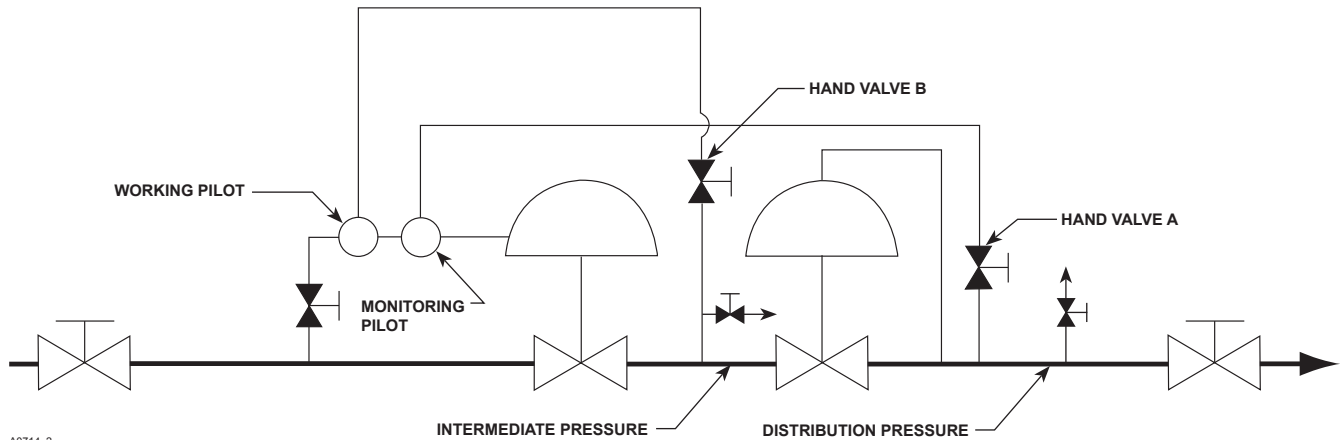 HAND VALVE B
WORKING PILOT
HAND VALVE A
MONITORING
PILOT
INTERMEDIATE PRESSURE
DISTRIBUTION PRESSURE